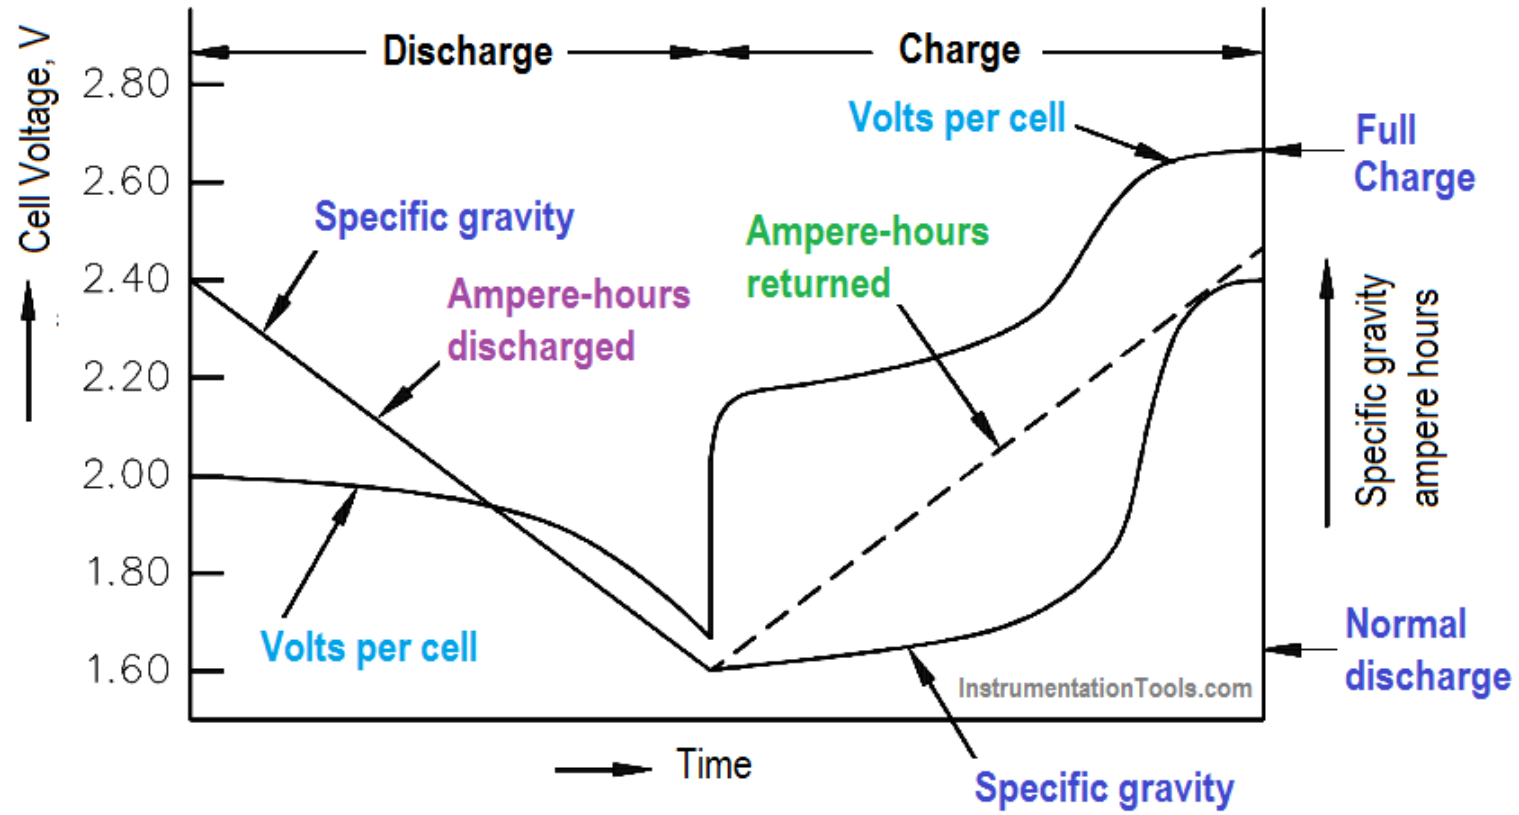 Discharge
Charge
Cell Voltage, V
2.80
2.60
2.40
2.20
2.00
1.80
1.60
Volts per cell
Full
Charge
Specific gravity
Ampere-hours
discharged
Ampere-hours
returned
Specific gravity
ampere hours
Volts per cell
Normal
discharge
InstrumentationTools.com
Time
Specific gravity